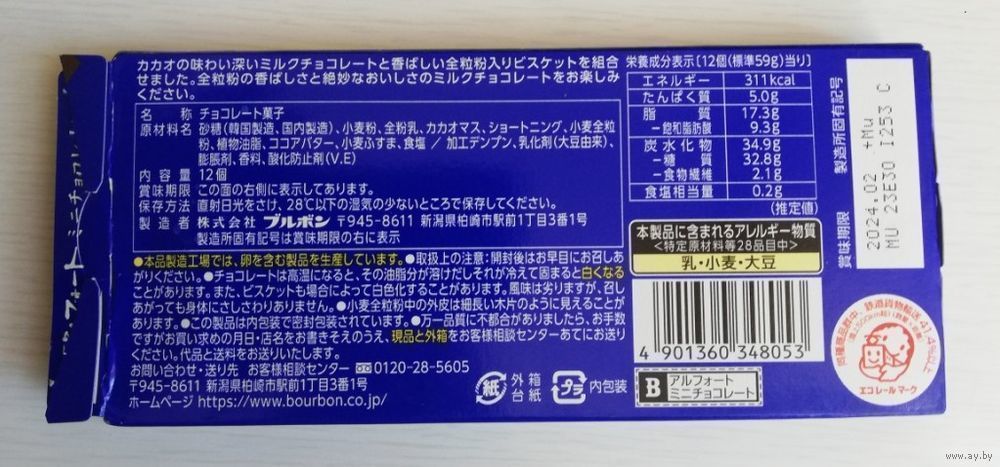 カカオの味わい深いミルクチョコレートと香ばしい全粒粉入りビスケットを組合
せました。全粒粉の香ばしさと絶妙なおいしさのミルクチョコレートをお楽しみ
ください。
名 称 チョコレート菓子
原材料名 砂糖(韓国製造、国内製造)、小麦粉、全粉乳、カカオマス、ショートニング、小麦全粒
粉、植物油脂、ココアバター、小麦ふすま、食塩 / 加工デンプン、乳化剤(大豆由来)、
膨脹剤、香料、酸化防止剤(V.E)
内 容 量 12個
賞味期限 この面の右側に表示してあります。
保存方法 直射日光をさけ、28℃以下の湿気の少ないところで保存してください。
製 造 者 株式会社 ブルボン 〒945-8611 新潟県柏崎市駅前1丁目3番1号
製造所固有記号は賞味期限の右に表示
●本品製造工場では、卵を含む製品を生産しています。●取扱上の注意:開封後はお早目にお召しあ
がりください。●チョコレートは高温になると、その油脂分が溶けだしそれが冷えて固まると白くなる
ことがあります。また、ビスケットも場合によって白色化することがあります。風味は劣りますが、召し
あがっても身体にさしさわりありません。●小麦全粒粉中の外皮は細長い木片のように見えることが
あります。●この製品は内包装で密封包装されています。●万一品質に不都合がありましたら、お手数
ですがお買い求めの月日・店名をお書きそえのうえ、現品と外箱をお客様相談センターあてにお送り
ください。代品と送料をお送りいたします。
お問い合わせ・送り先 お客様相談センター 0120-28-5605
〒945-8611 新潟県柏崎市駅前1丁目3番1号
ホームページ https://www.bourbon.co.jp/
紙 外箱
台紙
プラ 内包装
栄養成分表示〔12個(標準59g)当り〕
エネルギー 311kcal
たんぱく質 5.0g
脂 質 17.3g
−飽和脂肪酸 9.3g
炭水化物 34.9g
−糖 質 32.8g
−食物繊維 2.1g
食塩相当量 0.2g
(推定値)
本製品に含まれるアレルギー物質
<特定原材料等28品目中>
乳・小麦・大豆
4 901360 348053
B アルフォート
ミニチョコレート
賞味期限 製造所固有記号
2024.02 +Mu
MU 23E30 I253 C
エコレールマーク
www.ay.by